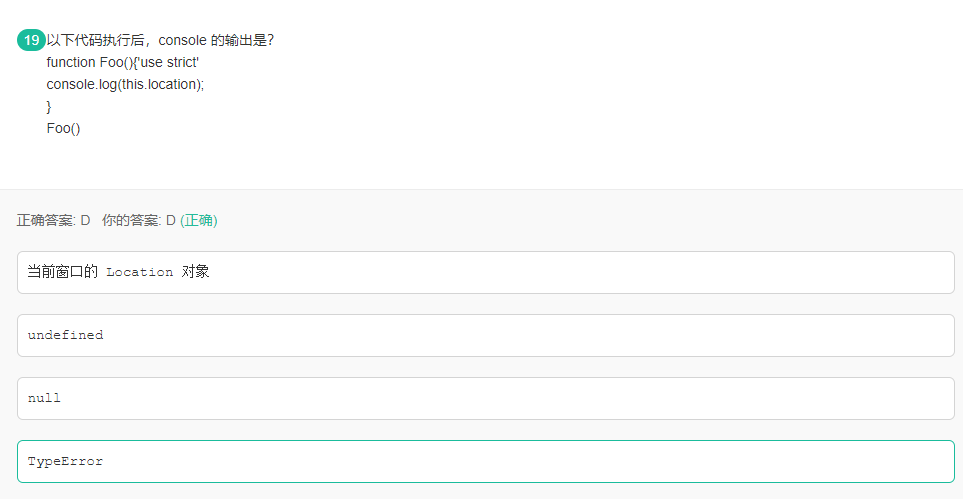 19 以下代码执行后，console 的输出是？
function Foo(){'use strict'
console.log(this.location);
}
Foo()
正确答案: D 你的答案: D (正确)
当前窗口的 Location 对象
undefined
null
TypeError